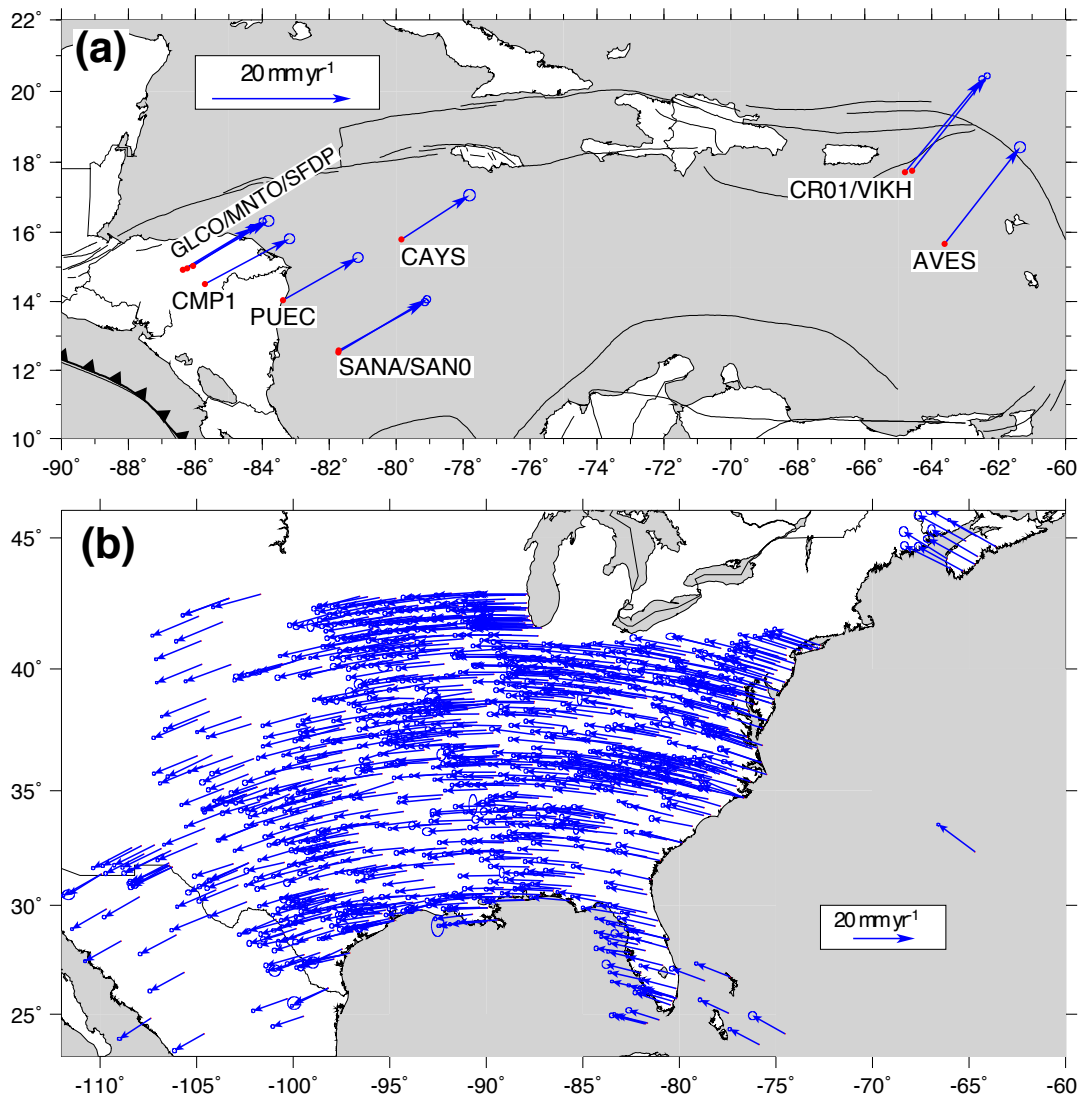 22°
(a)
20 mm yr-1
20°
18°
GLCO/MNTO/SFDP
CR01/VIKH
16°
CAYS
AVES
CMP1
14°
PUEC
SANA/SAN0
12°
10°
-90 -88 -86 -84 -82 -80 -78 -76 -74 -72 -70 -68 -66 -64 -62 -60
(b)
45°
40°
35°
30°
20 mm yr-1
25°
-110 -105 -100 -95 -90 -85 -80 -75 -70 -65 -60